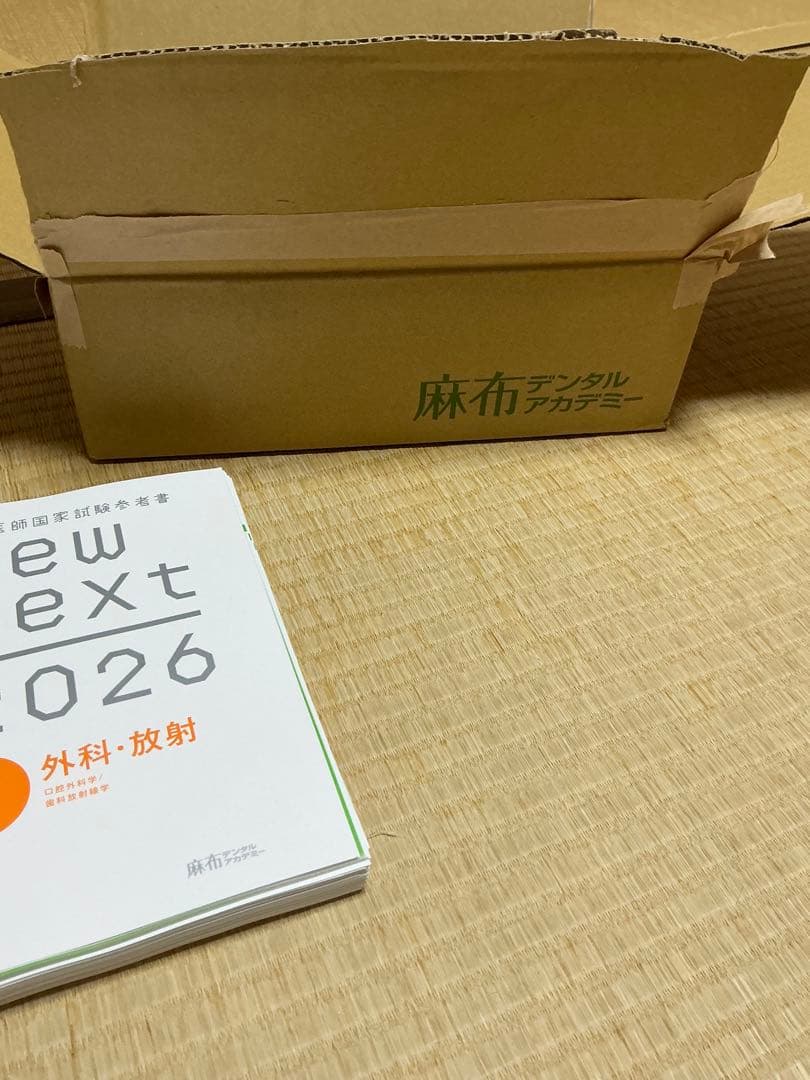 麻布デンタル
アカデミー
医師国家試験参考書
ew
ext
2026
外科・放射
口腔外科学/
歯科放射線学
麻布デンタル
アカデミー